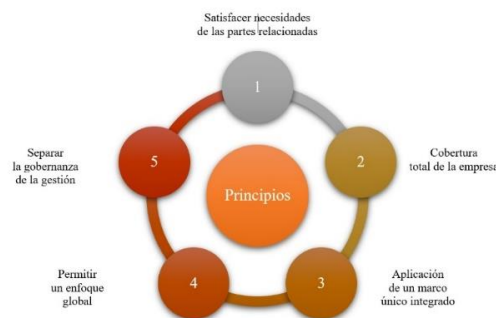 Satisfacer necesidades
de las partes relacionadas
1
Separar
la gobernanza
de la gestión
5
2
Cobertura
total de la empresa
Principios
Permitir
un enfoque
global
4
3
Aplicación
de un marco
único integrado